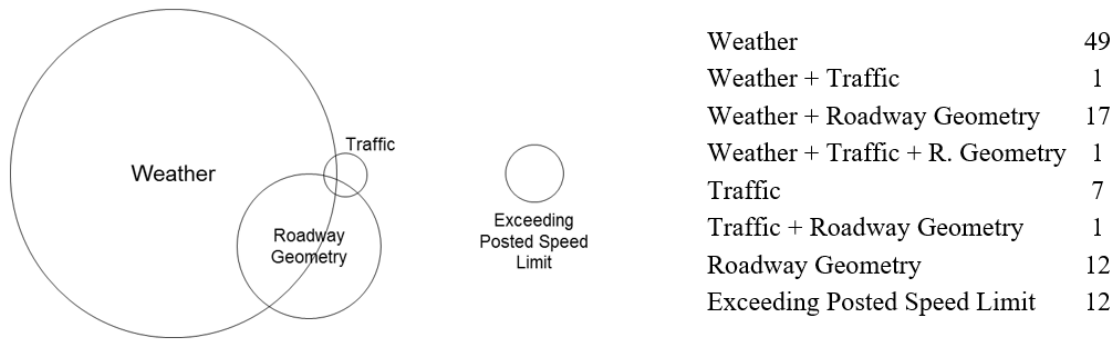 Weather
Traffic
Roadway
Geometry
Exceeding
Posted Speed
Limit
Weather 49
Weather + Traffic 1
Weather + Roadway Geometry 17
Weather + Traffic + R. Geometry 1
Traffic 7
Traffic + Roadway Geometry 1
Roadway Geometry 12
Exceeding Posted Speed Limit 12